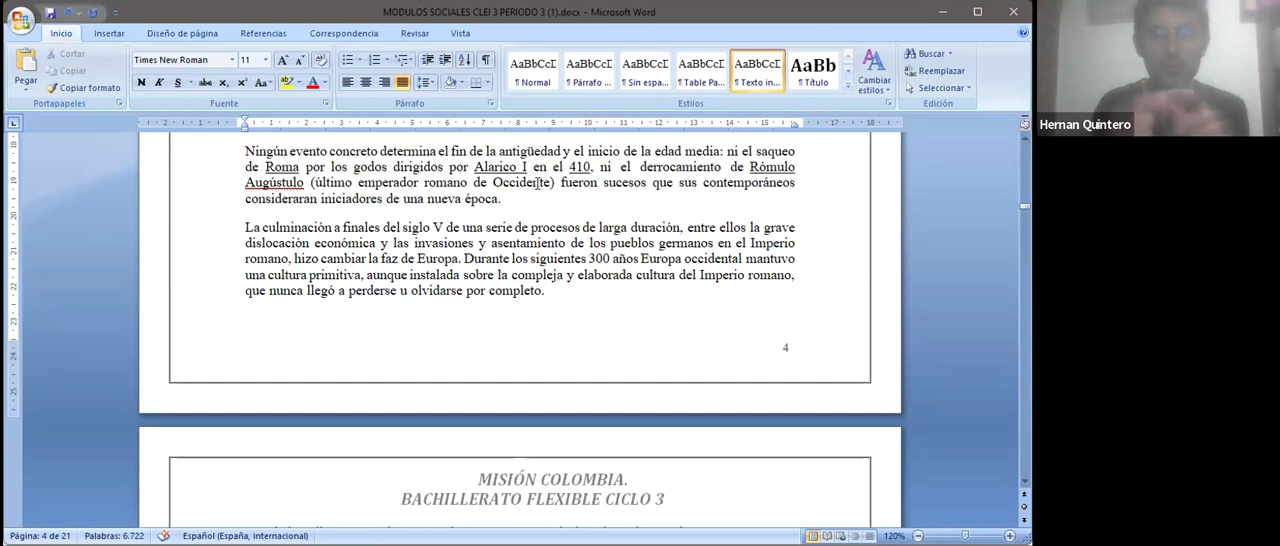 MODULOS SOCIALES CLEI 3 PERIODO 3 (1).docx - Microsoft Word
Inicio Insertar Diseño de página Referencias Correspondencia Revisar Vista
Pegar
Cortar
Copiar
Copiar formato
Portapapeles
Times New Roman 11
N K S abc x₂ x² Aa
Fuente
Párrafo
AaBbCcI AaBbCcI AaBbCcI AaBbCcI AaBbCcI AaBb
¶ Normal ¶ Párrafo ... ¶ Sin espa... ¶ Table Pa... ¶ Texto in... ¶ Título
Cambiar estilos
Estilos
Buscar
Reemplazar
Seleccionar
Edición
Hernan Quintero
Ningún evento concreto determina el fin de la antigüedad y el inicio de la edad media: ni el saqueo
de Roma por los godos dirigidos por Alarico I en el 410, ni el derrocamiento de Rómulo
Augústulo (último emperador romano de Occidente) fueron sucesos que sus contemporáneos
consideraran iniciadores de una nueva época.
La culminación a finales del siglo V de una serie de procesos de larga duración, entre ellos la grave
dislocación económica y las invasiones y asentamiento de los pueblos germanos en el Imperio
romano, hizo cambiar la faz de Europa. Durante los siguientes 300 años Europa occidental mantuvo
una cultura primitiva, aunque instalada sobre la compleja y elaborada cultura del Imperio romano,
que nunca llegó a perderse u olvidarse por completo.
4
MISIÓN COLOMBIA.
BACHILLERATO FLEXIBLE CICLO 3
Página: 4 de 21 Palabras: 6.722 Español (España, internacional) 120%